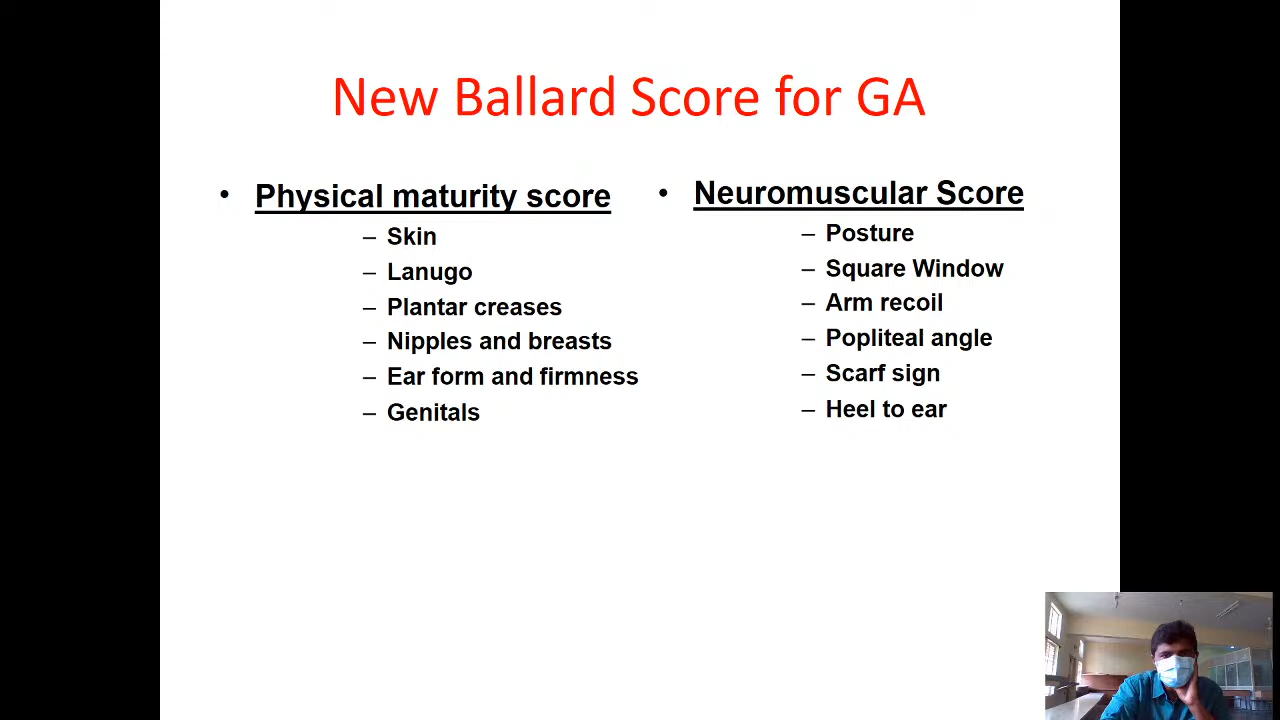 New Ballard Score for GA
• Physical maturity score
– Skin
– Lanugo
– Plantar creases
– Nipples and breasts
– Ear form and firmness
– Genitals
• Neuromuscular Score
– Posture
– Square Window
– Arm recoil
– Popliteal angle
– Scarf sign
– Heel to ear